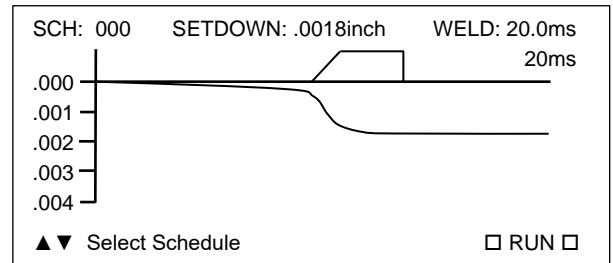 SCH: 000 SETDOWN: .0018inch WELD: 20.0ms
20ms
.000
.001
.002
.003
.004
▲▼ Select Schedule □ RUN □